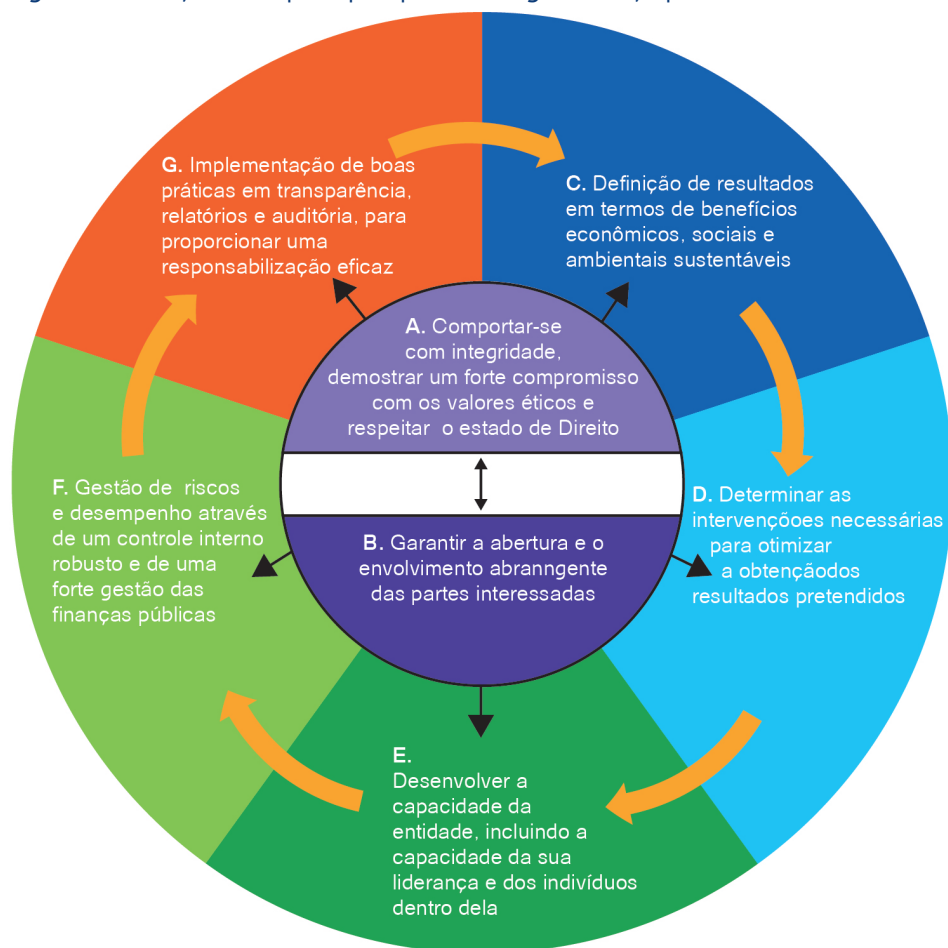 G. Implementação de boas
práticas em transparência,
relatórios e auditória, para
proporcionar uma
responsabilização eficaz
C. Definição de resultados
em termos de benefícios
econômicos, sociais e
ambientais sustentáveis
A. Comportar-se
com integridade,
demostrar um forte compromisso
com os valores éticos e
respeitar o estado de Direito
F. Gestão de riscos
e desempenho através
de um controle interno
robusto e de uma
forte gestão das
finanças públicas
B. Garantir a abertura e o
envolvimento abranngente
das partes interessadas
D. Determinar as
intervençõoes necessárias
para otimizar
a obtençãodos
resultados pretendidos
E.
Desenvolver a
capacidade da
entidade, incluindo a
capacidade da sua
liderança e dos indivíduos
dentro dela